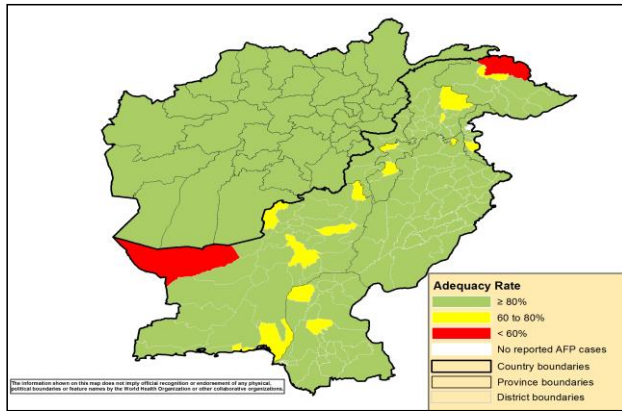 Adequacy Rate
≥ 80%
60 to 80%
< 60%
No reported AFP cases
Country boundaries
Province boundaries
District boundaries
The information shown on this map does not imply official recognition or endorsement of any physical,
political boundaries or feature names by the World Health Organization or other collaborative organizations.